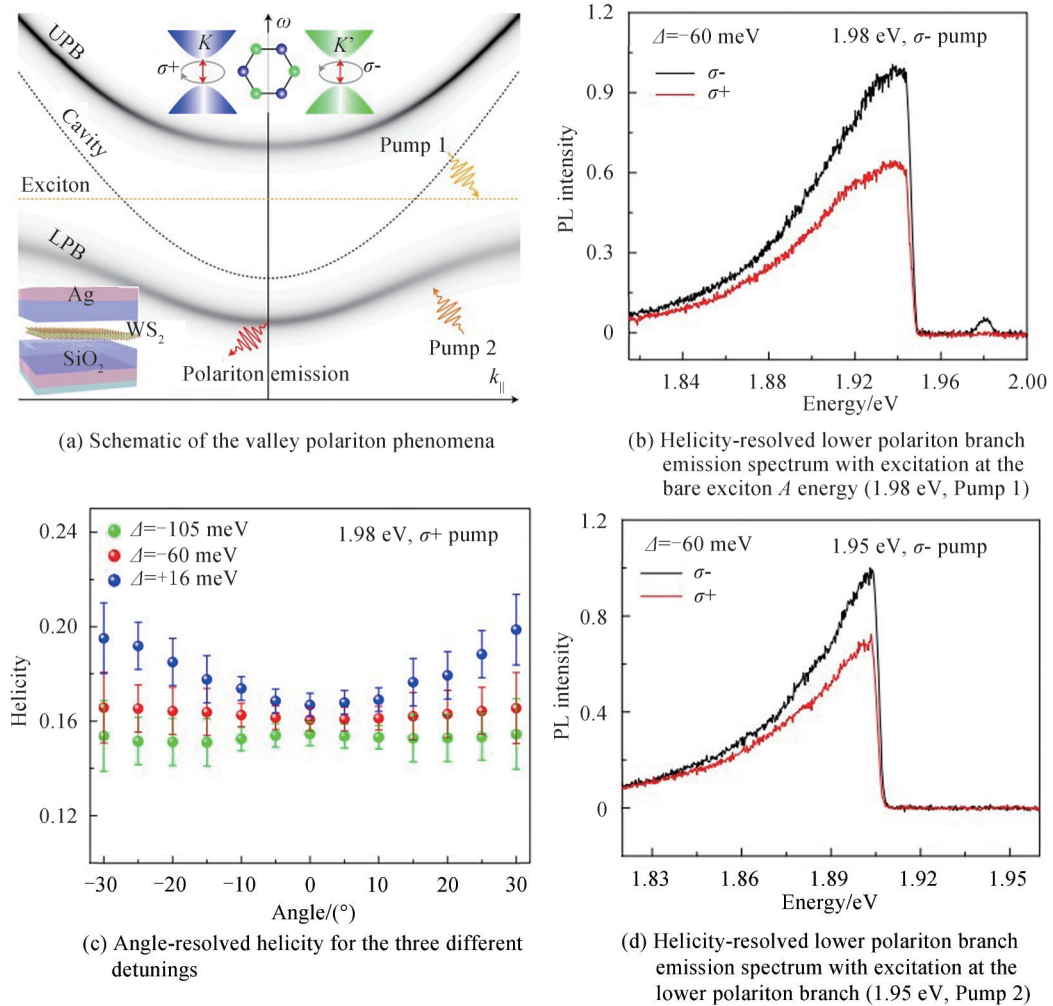 ω
UPB
K
K’
σ+
σ-
Cavity
Pump 1
Exciton
LPB
Ag
WS2
SiO2
Pump 2
Polariton emission
k||
(a) Schematic of the valley polariton phenomena
1.2
Δ=−60 meV
1.98 eV, σ- pump
σ-
σ+
0.9
PL intensity
0.6
0.3
0
1.84
1.88
1.92
1.96
2.00
Energy/eV
(b) Helicity-resolved lower polariton branch
emission spectrum with excitation at the
bare exciton A energy (1.98 eV, Pump 1)
0.24
Δ=−105 meV
1.98 eV, σ+ pump
Δ=−60 meV
Δ=+16 meV
0.20
Helicity
0.16
0.12
−30
−20
−10
0
10
20
30
Angle/(°)
(c) Angle-resolved helicity for the three different
detunings
1.2
Δ=−60 meV
1.95 eV, σ- pump
σ-
σ+
0.8
PL intensity
0.4
0
1.83
1.86
1.89
1.92
1.95
Energy/eV
(d) Helicity-resolved lower polariton branch
emission spectrum with excitation at the
lower polariton branch (1.95 eV, Pump 2)